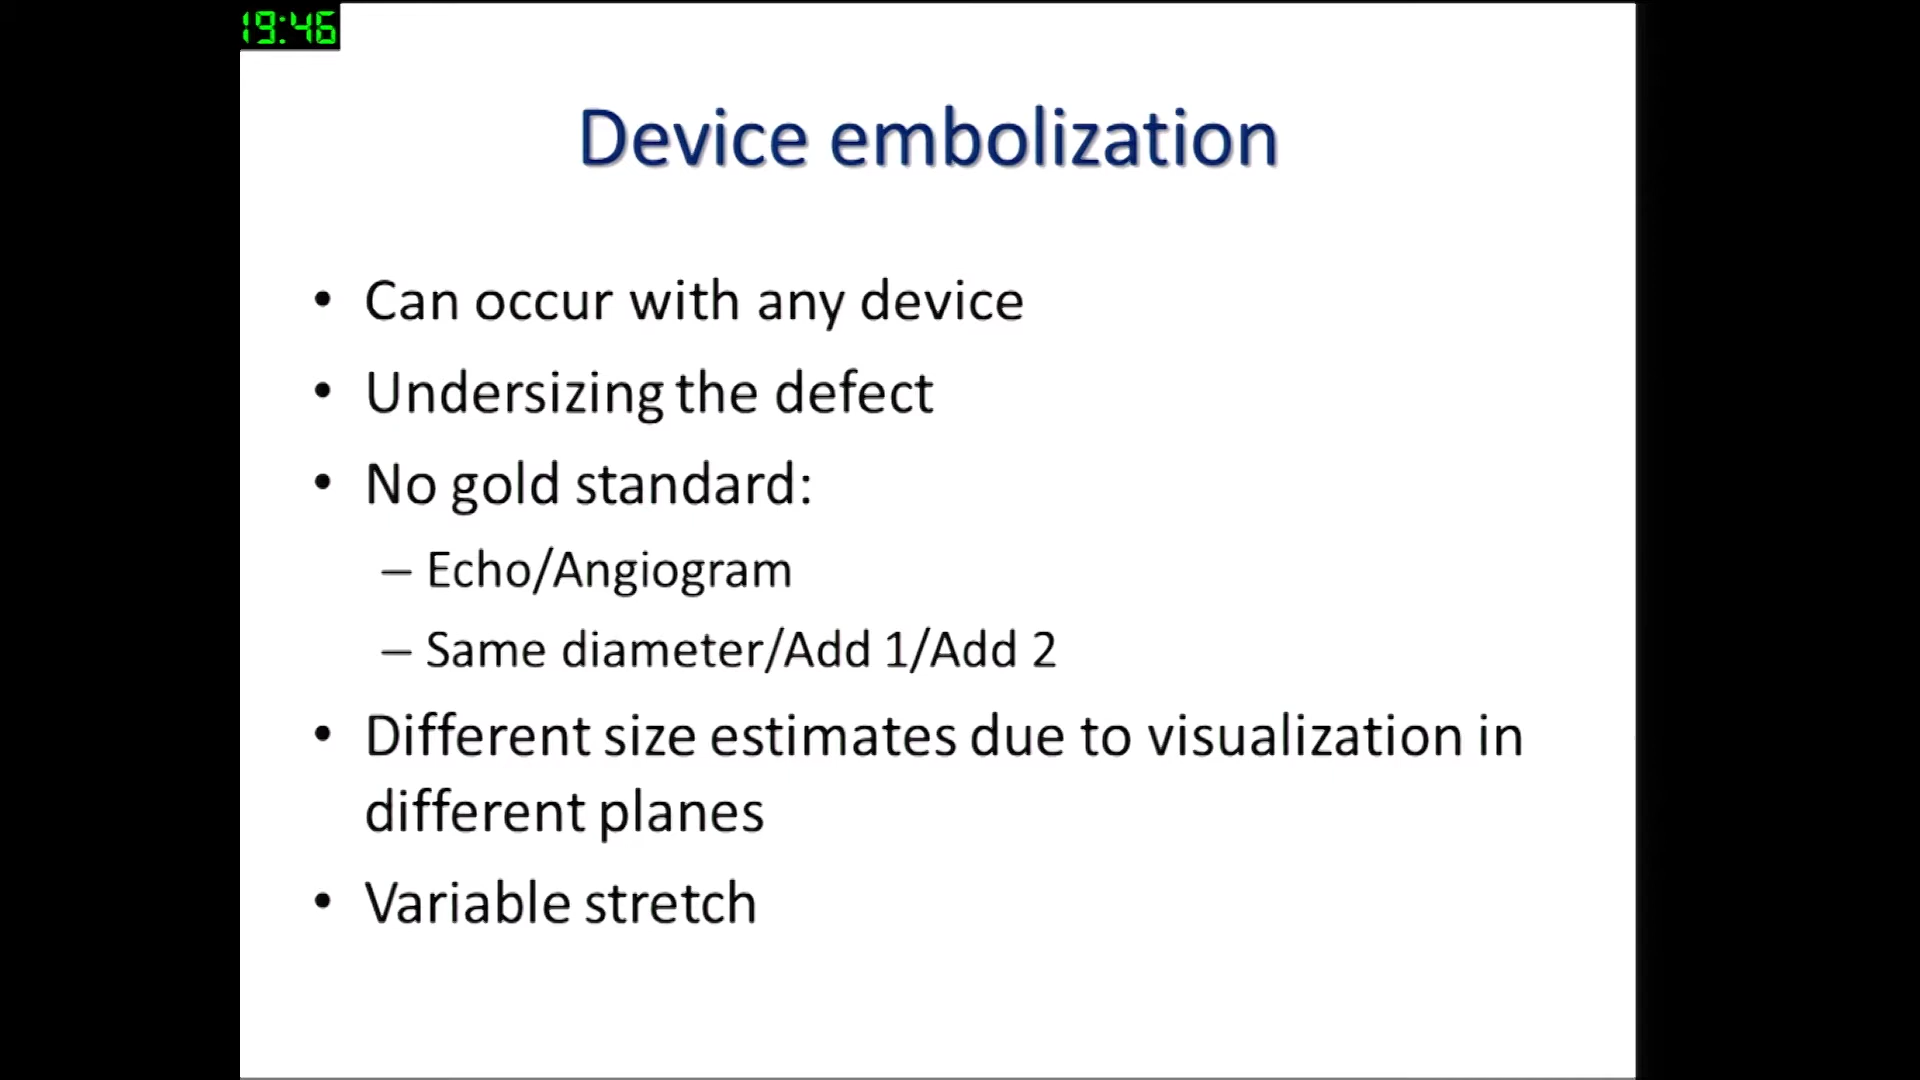 19:46
Device embolization
• Can occur with any device
• Undersizing the defect
• No gold standard:
– Echo/Angiogram
– Same diameter/Add 1/Add 2
• Different size estimates due to visualization in
different planes
• Variable stretch